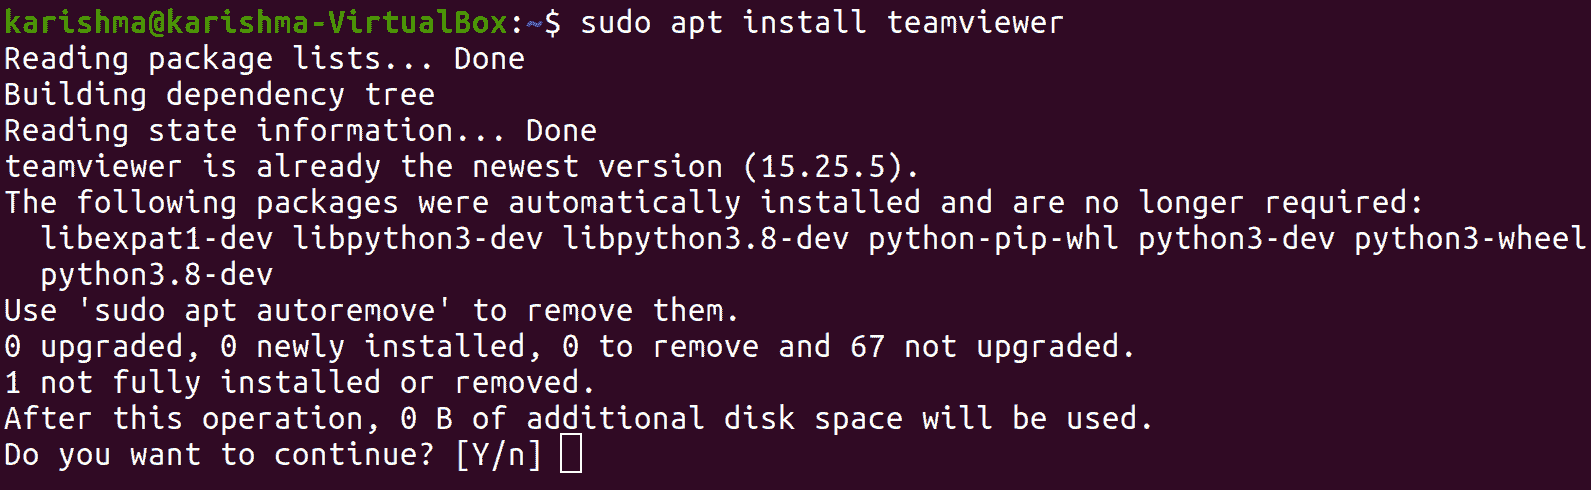 karishma@karishma-VirtualBox:~$ sudo apt install teamviewer
Reading package lists... Done
Building dependency tree
Reading state information... Done
teamviewer is already the newest version (15.25.5).
The following packages were automatically installed and are no longer required:
  libexpat1-dev libpython3-dev libpython3.8-dev python-pip-whl python3-dev python3-wheel
  python3.8-dev
Use 'sudo apt autoremove' to remove them.
0 upgraded, 0 newly installed, 0 to remove and 67 not upgraded.
1 not fully installed or removed.
After this operation, 0 B of additional disk space will be used.
Do you want to continue? [Y/n]